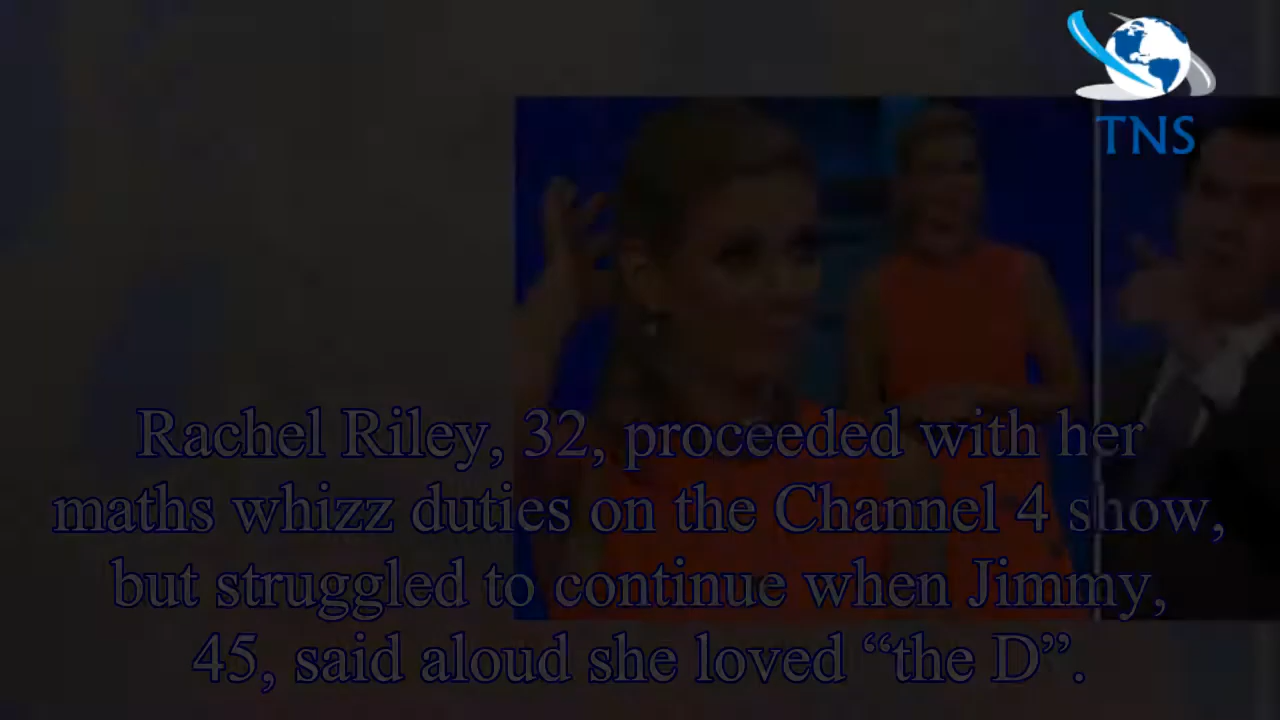 TNS
Rachel Riley, 32, proceeded with her
maths whizz duties on the Channel 4 show,
but struggled to continue when Jimmy,
45, said aloud she loved “the D”.